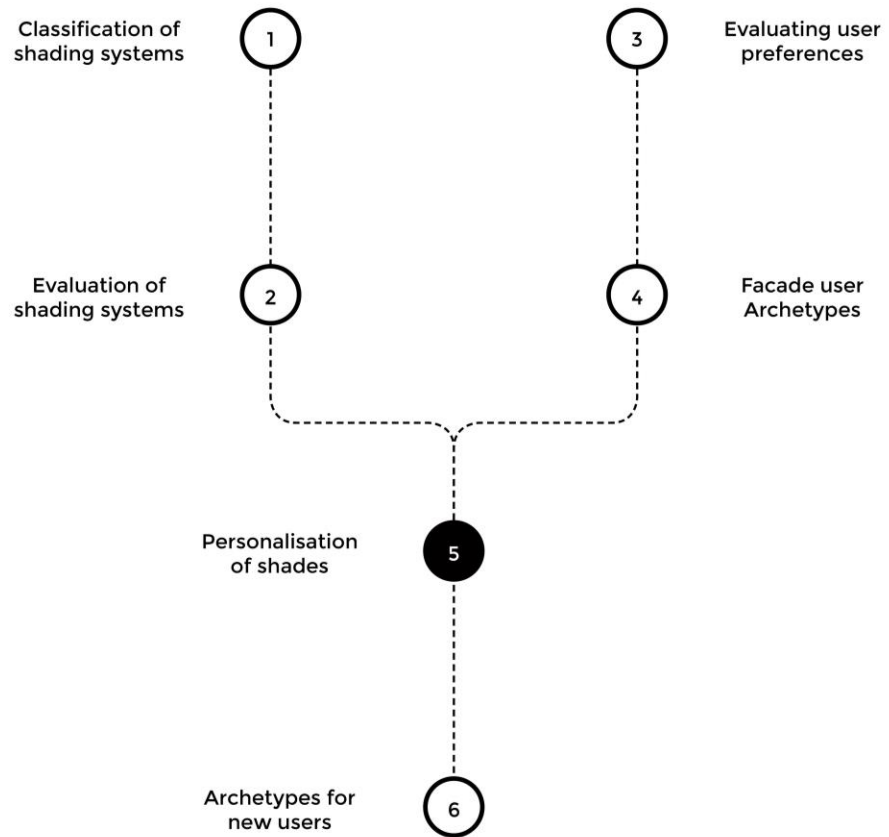 Classification of
shading systems
1
3
Evaluating user
preferences
Evaluation of
shading systems
2
4
Facade user
Archetypes
Personalisation
of shades
5
Archetypes for
new users
6